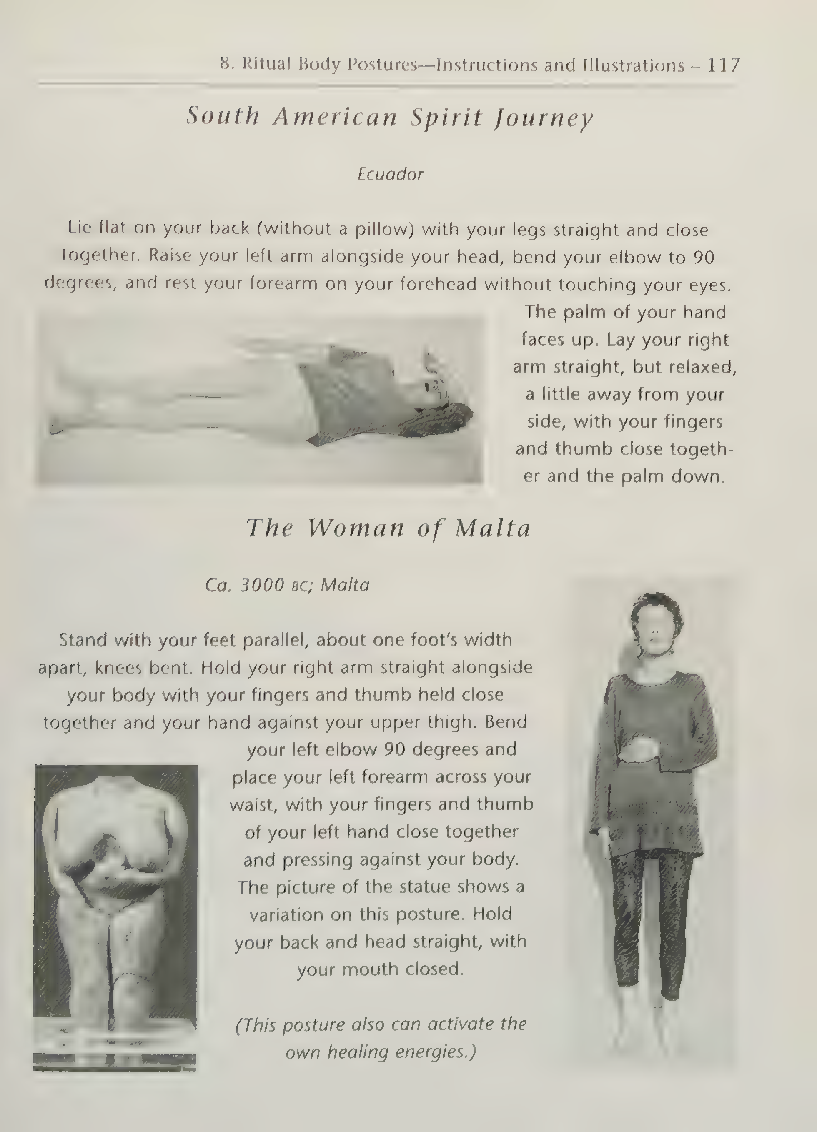 8. Ritual Body Postures—Instructions and Illustrations – 117
South American Spirit Journey
Ecuador
Lie flat on your back (without a pillow) with your legs straight and close
together. Raise your left arm alongside your head, bend your elbow to 90
degrees, and rest your forearm on your forehead without touching your eyes.
The palm of your hand
faces up. Lay your right
arm straight, but relaxed,
a little away from your
side, with your fingers
and thumb close togeth-
er and the palm down.
The Woman of Malta
Ca. 3000 BC; Malta
Stand with your feet parallel, about one foot's width
apart, knees bent. Hold your right arm straight alongside
your body with your fingers and thumb held close
together and your hand against your upper thigh. Bend
your left elbow 90 degrees and
place your left forearm across your
waist, with your fingers and thumb
of your left hand close together
and pressing against your body.
The picture of the statue shows a
variation on this posture. Hold
your back and head straight, with
your mouth closed.
(This posture also can activate the
own healing energies.)